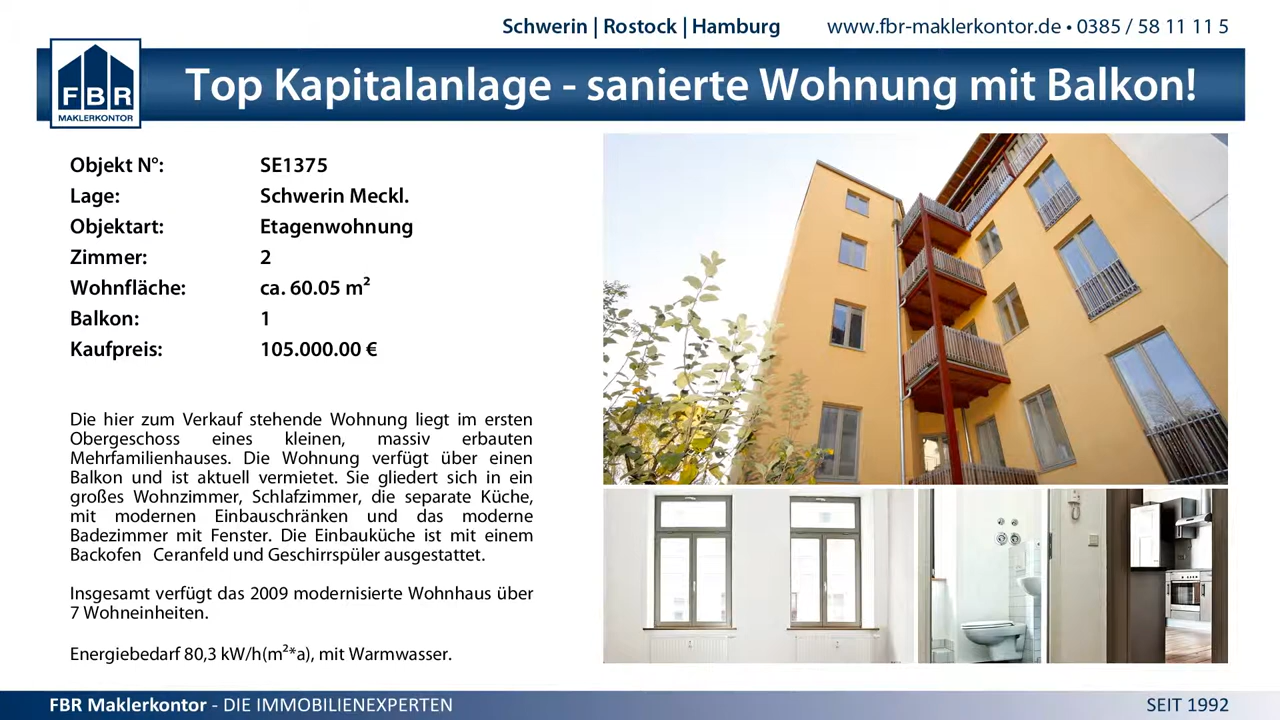 Schwerin | Rostock | Hamburg www.fbr-maklerkontor.de • 0385 / 58 11 11 5
FBR
MAKLERKONTOR
Top Kapitalanlage - sanierte Wohnung mit Balkon!
Objekt N°: SE1375
Lage: Schwerin Meckl.
Objektart: Etagenwohnung
Zimmer: 2
Wohnfläche: ca. 60.05 m²
Balkon: 1
Kaufpreis: 105.000.00 €
Die hier zum Verkauf stehende Wohnung liegt im ersten
Obergeschoss eines kleinen, massiv erbauten
Mehrfamilienhauses. Die Wohnung verfügt über einen
Balkon und ist aktuell vermietet. Sie gliedert sich in ein
großes Wohnzimmer, Schlafzimmer, die separate Küche,
mit modernen Einbauschränken und das moderne
Badezimmer mit Fenster. Die Einbauküche ist mit einem
Backofen Ceranfeld und Geschirrspüler ausgestattet.
Insgesamt verfügt das 2009 modernisierte Wohnhaus über
7 Wohneinheiten.
Energiebedarf 80,3 kW/h(m²*a), mit Warmwasser.
FBR Maklerkontor - DIE IMMOBILIENEXPERTEN SEIT 1992